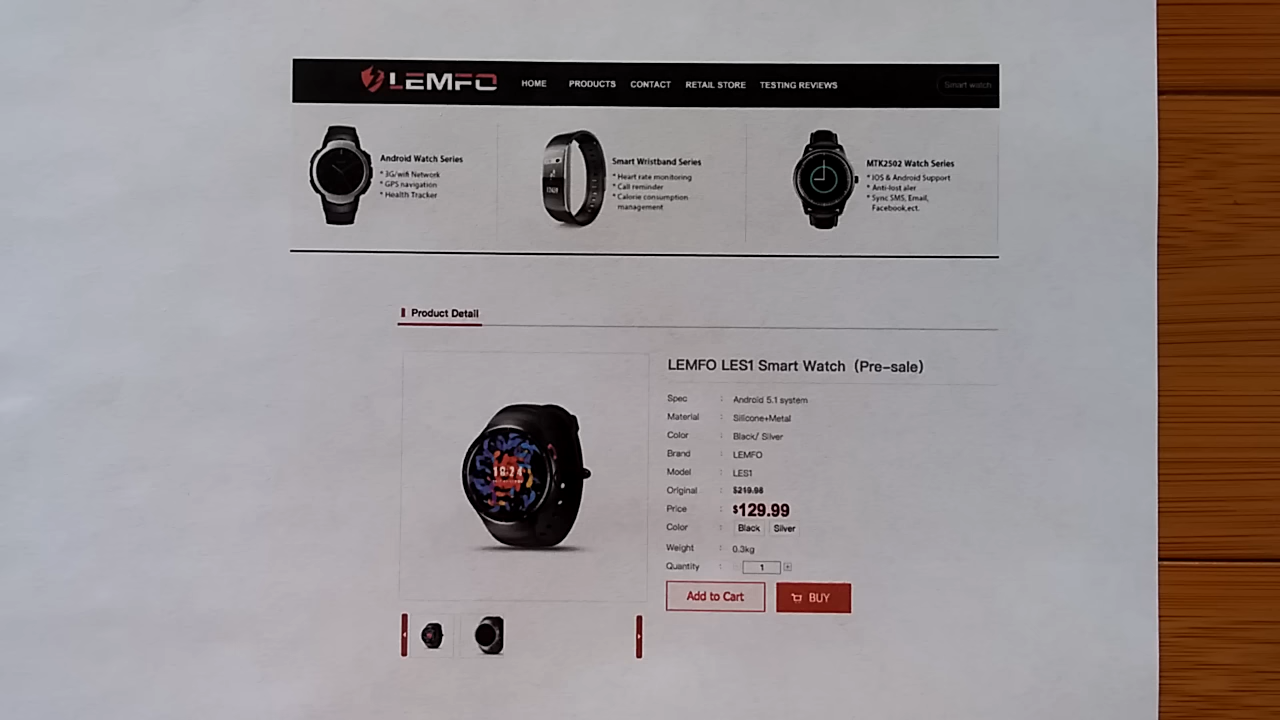 LEMFO HOME PRODUCTS CONTACT RETAIL STORE TESTING REVIEWS Smart watch
Android Watch Series
* 3G/wifi Network
* GPS navigation
* Health Tracker
Smart Wristband Series
* Heart rate monitoring
* Call reminder
* Calorie consumption
management
MTK2502 Watch Series
* IOS & Android Support
* Anti-lost aler
* Sync SMS, Email,
Facebook,ect.
Product Detail
18:24
LEMFO LES1 Smart Watch (Pre-sale)
Spec : Android 5.1 system
Material : Silicone+Metal
Color : Black/ Silver
Brand : LEMFO
Model : LES1
Original : $219.98
Price : $129.99
Color : Black Silver
Weight : 0.3kg
Quantity : - 1 +
Add to Cart BUY